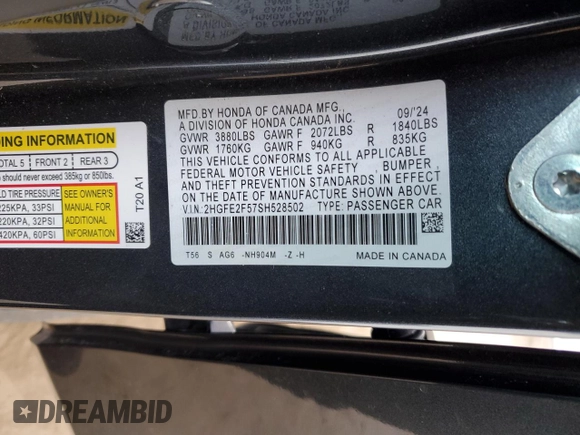 INFORMATION
MFD.BY HONDA OF CANADA MFG.,
A DIVISION OF HONDA CANADA INC.
09/'24
GVWR 3880LBS GAWR F 2072LBS R 1840LBS
GVWR 1760KG GAWR F 940KG R 835KG
THIS VEHICLE CONFORMS TO ALL APPLICABLE
FEDERAL MOTOR VEHICLE SAFETY, BUMPER
AND THEFT PREVENTION STANDARDS IN EFFECT
ON THE DATE OF MANUFACTURE SHOWN ABOVE.
V.I.N: 2HGFE2F57SH528502 TYPE: PASSENGER CAR
T56 S AG6 -NH904M -Z -H
MADE IN CANADA
DING INFORMATION
OTAL 5 FRONT 2 REAR 3
should never exceed 385kg or 850lbs.
LD TIRE PRESSURE
225KPA, 33PSI
220KPA, 32PSI
420KPA, 60PSI
SEE OWNER'S
MANUAL FOR
ADDITIONAL
INFORMATION
T20 A1
DREAMBID